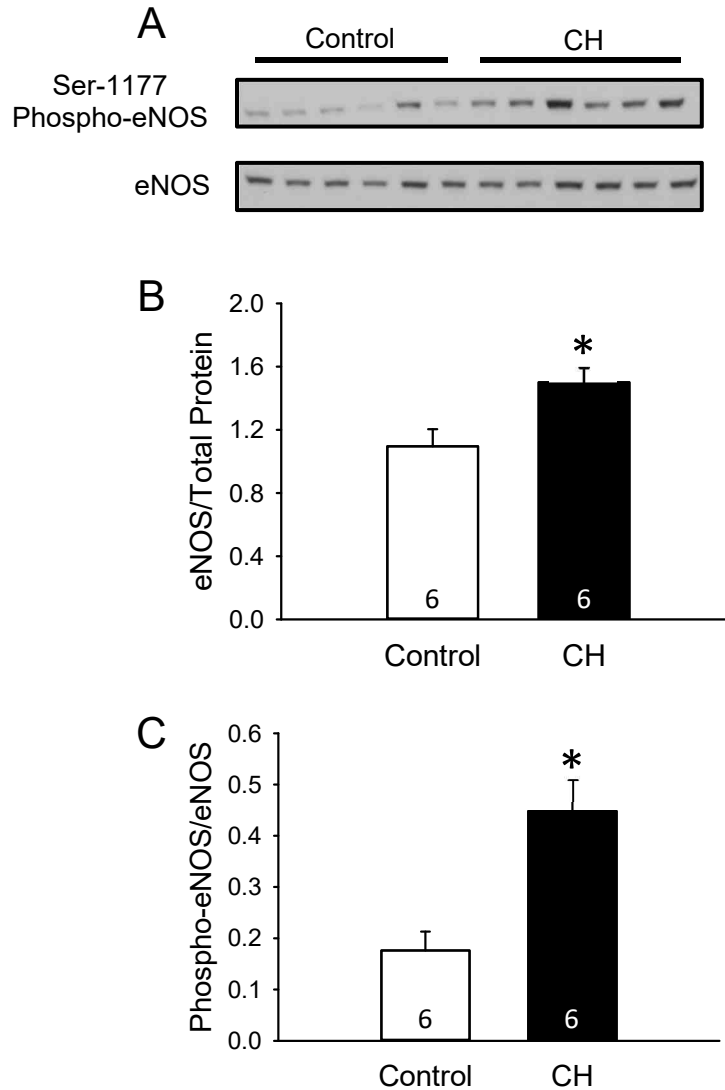 A
Control CH
Ser-1177
Phospho-eNOS
eNOS
B
eNOS/Total Protein
2.0
1.6
1.2
0.8
0.4
0.0
*
6 6
Control CH
C
Phospho-eNOS/eNOS
0.6
0.5
0.4
0.3
0.2
0.1
0.0
*
6 6
Control CH